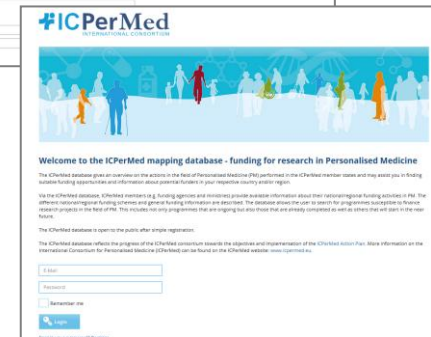 ICPerMed
INTERNATIONAL CONSORTIUM
Welcome to the ICPerMed mapping database - funding for research in Personalised Medicine
The ICPerMed database gives an overview on the actions in the field of Personalised Medicine (PM) performed in the ICPerMed member states and may assist you in finding
suitable funding opportunities and information about potential funders in your respective country and/or region.
Via the ICPerMed database, ICPerMed members (e.g. funding agencies and ministries) provide available information about their national/regional funding activities in PM. The
different national/regional funding schemes and general funding information are described. The database allows the user to search for programmes susceptible to finance
research projects in the field of PM. This includes not only programmes that are ongoing but also those that are already completed as well as others that will start in the near
future.
The ICPerMed database is open to the public after simple registration.
The ICPerMed database reflects the progress of the ICPerMed consortium towards the objectives and implementation of the ICPerMed Action Plan. More information on the
International Consortium for Personalised Medicine (ICPerMed) can be found on the ICPerMed website: www.icpermed.eu.
E-Mail
Password
Remember me
Login